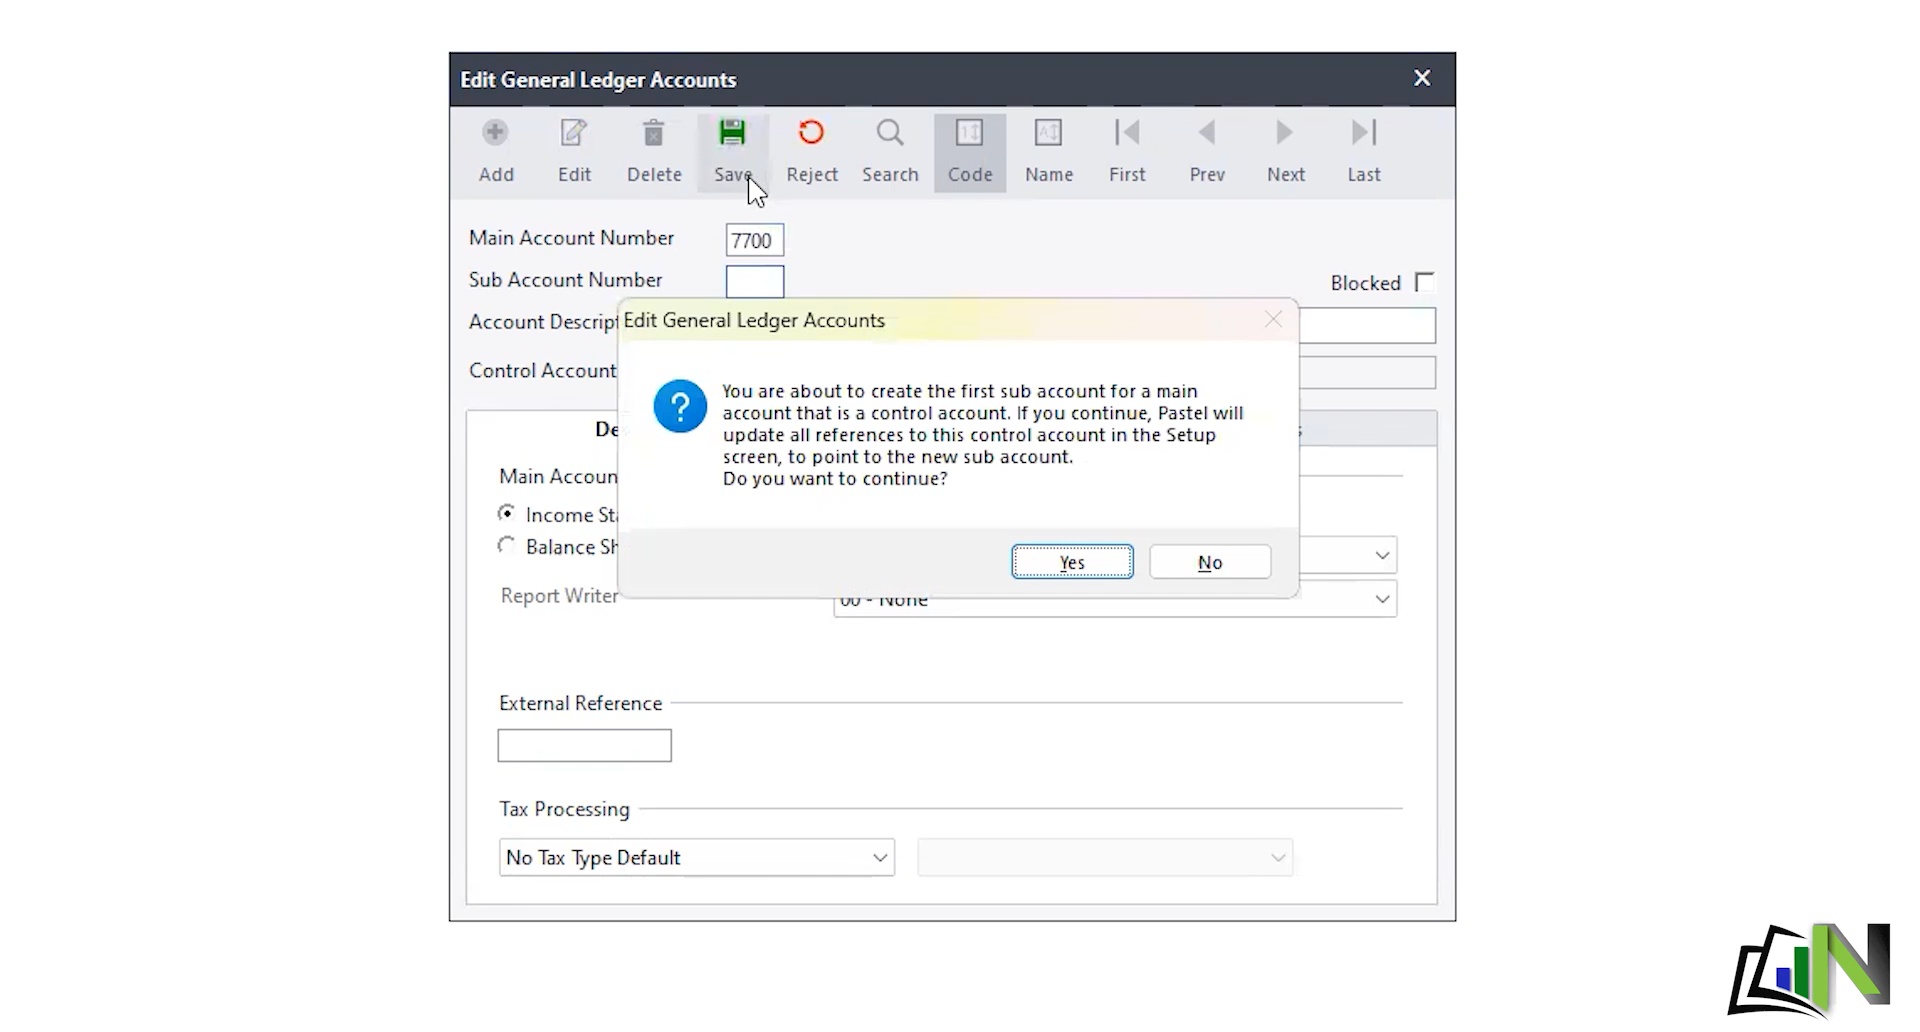 Edit General Ledger Accounts
Add Edit Delete Save Reject Search Code Name First Prev Next Last
Main Account Number 7700
Sub Account Number
Blocked
Account Descript
Edit General Ledger Accounts
Control Account
You are about to create the first sub account for a main
account that is a control account. If you continue, Pastel will
update all references to this control account in the Setup
screen, to point to the new sub account.
Do you want to continue?
De
Main Accoun
Income Sta
Balance Sh
Yes No
Report Writer 00 - None
External Reference
Tax Processing
No Tax Type Default
N